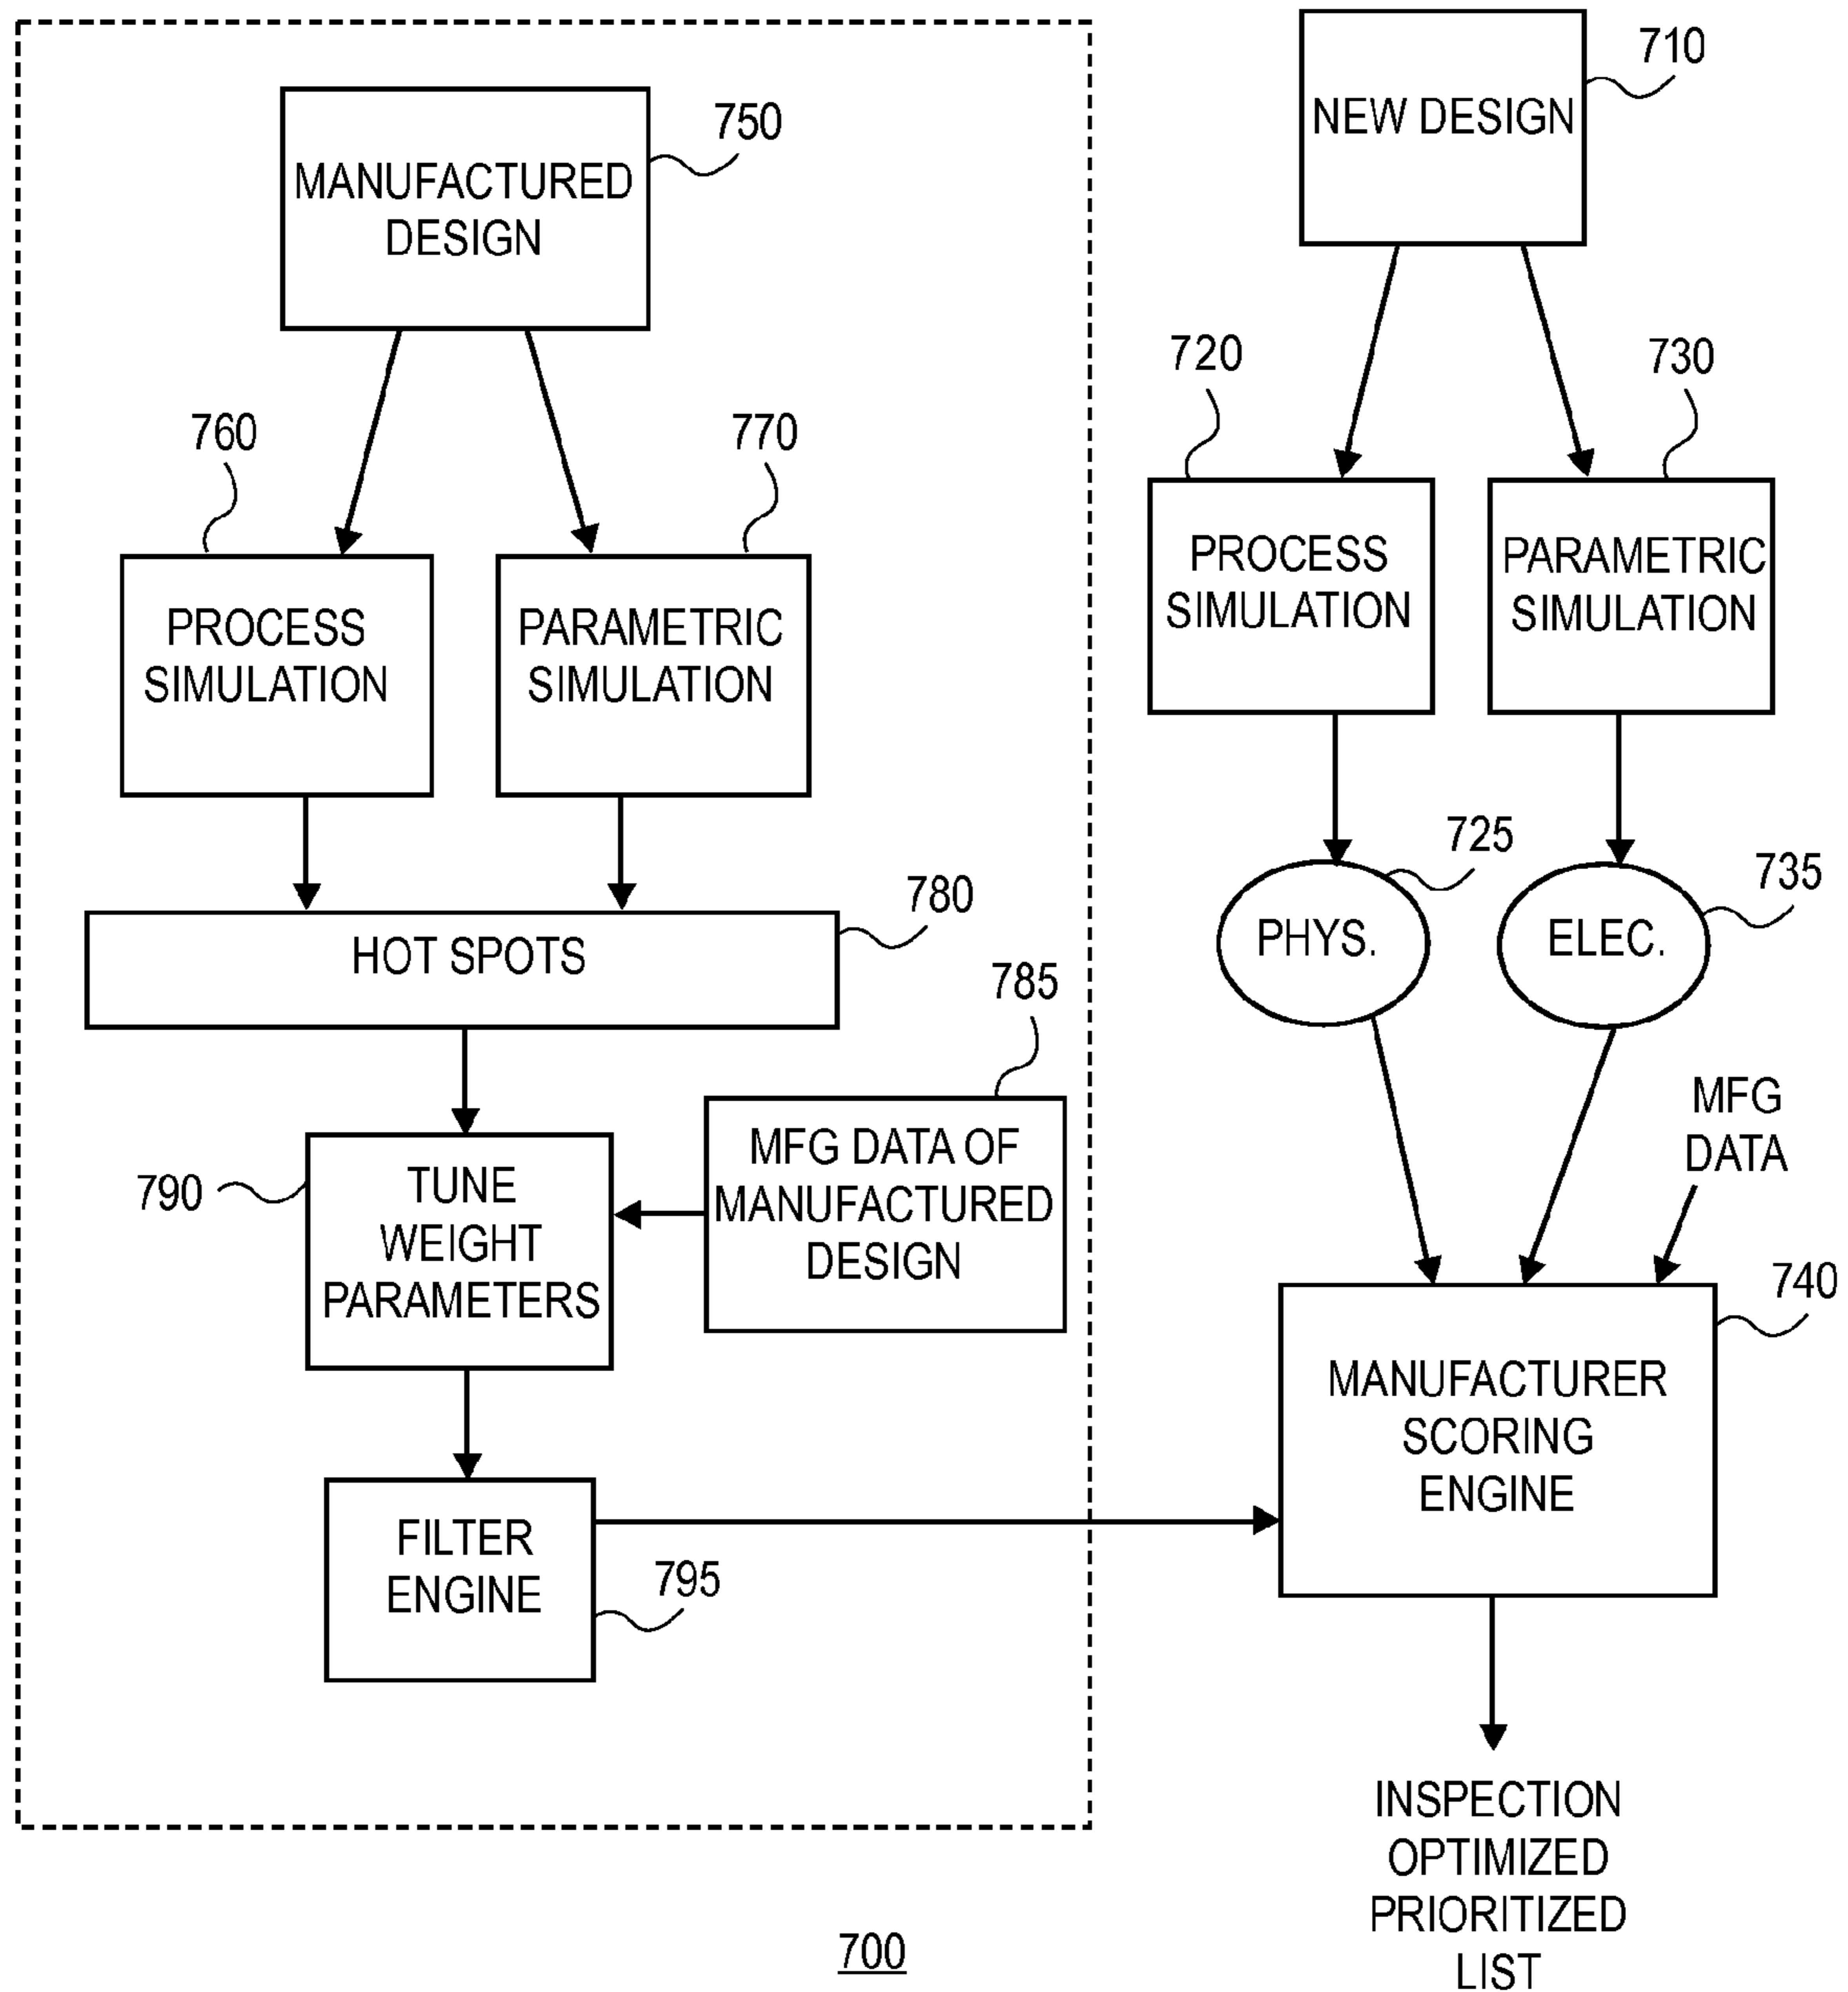 750
MANUFACTURED
DESIGN
760
770
PROCESS
SIMULATION
PARAMETRIC
SIMULATION
780
HOT SPOTS
785
790
TUNE
WEIGHT
PARAMETERS
MFG DATA OF
MANUFACTURED
DESIGN
FILTER
ENGINE
795
710
NEW DESIGN
720
730
PROCESS
SIMULATION
PARAMETRIC
SIMULATION
725
735
PHYS.
ELEC.
MFG
DATA
740
MANUFACTURER
SCORING
ENGINE
INSPECTION
OPTIMIZED
PRIORITIZED
LIST
700